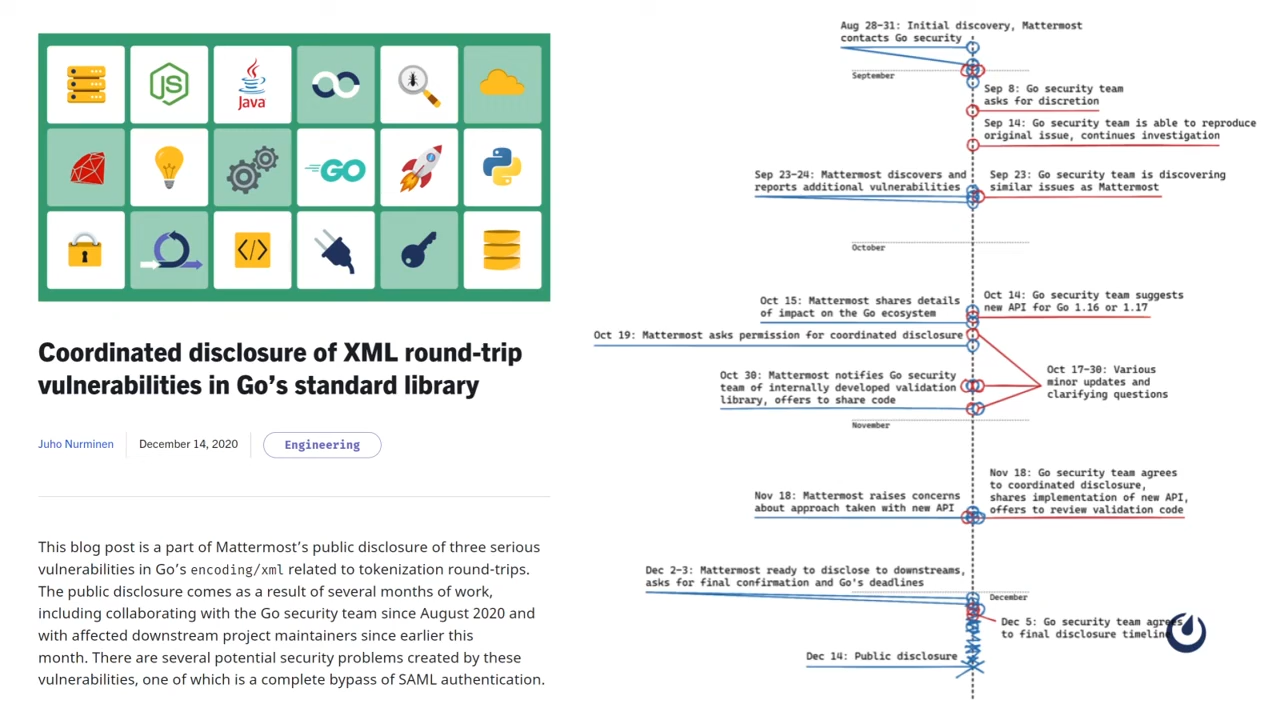 JS
Java
GO
</>
Coordinated disclosure of XML round-trip
vulnerabilities in Go’s standard library
Juho Nurminen
December 14, 2020
Engineering
This blog post is a part of Mattermost’s public disclosure of three serious
vulnerabilities in Go’s encoding/xml related to tokenization round-trips.
The public disclosure comes as a result of several months of work,
including collaborating with the Go security team since August 2020 and
with affected downstream project maintainers since earlier this
month. There are several potential security problems created by these
vulnerabilities, one of which is a complete bypass of SAML authentication.
Aug 28-31: Initial discovery, Mattermost
contacts Go security
September
Sep 8: Go security team
asks for discretion
Sep 14: Go security team is able to reproduce
original issue, continues investigation
Sep 23-24: Mattermost discovers and
reports additional vulnerabilities
Sep 23: Go security team is discovering
similar issues as Mattermost
October
Oct 14: Go security team suggests
new API for Go 1.16 or 1.17
Oct 15: Mattermost shares details
of impact on the Go ecosystem
Oct 19: Mattermost asks permission for coordinated disclosure
Oct 17-30: Various
minor updates and
clarifying questions
Oct 30: Mattermost notifies Go security
team of internally developed validation
library, offers to share code
November
Nov 18: Go security team agrees
to coordinated disclosure,
shares implementation of new API,
offers to review validation code
Nov 18: Mattermost raises concerns
about approach taken with new API
Dec 2-3: Mattermost ready to disclose to downstreams,
asks for final confirmation and Go's deadlines
December
Dec 5: Go security team agrees
to final disclosure timeline
Dec 14: Public disclosure